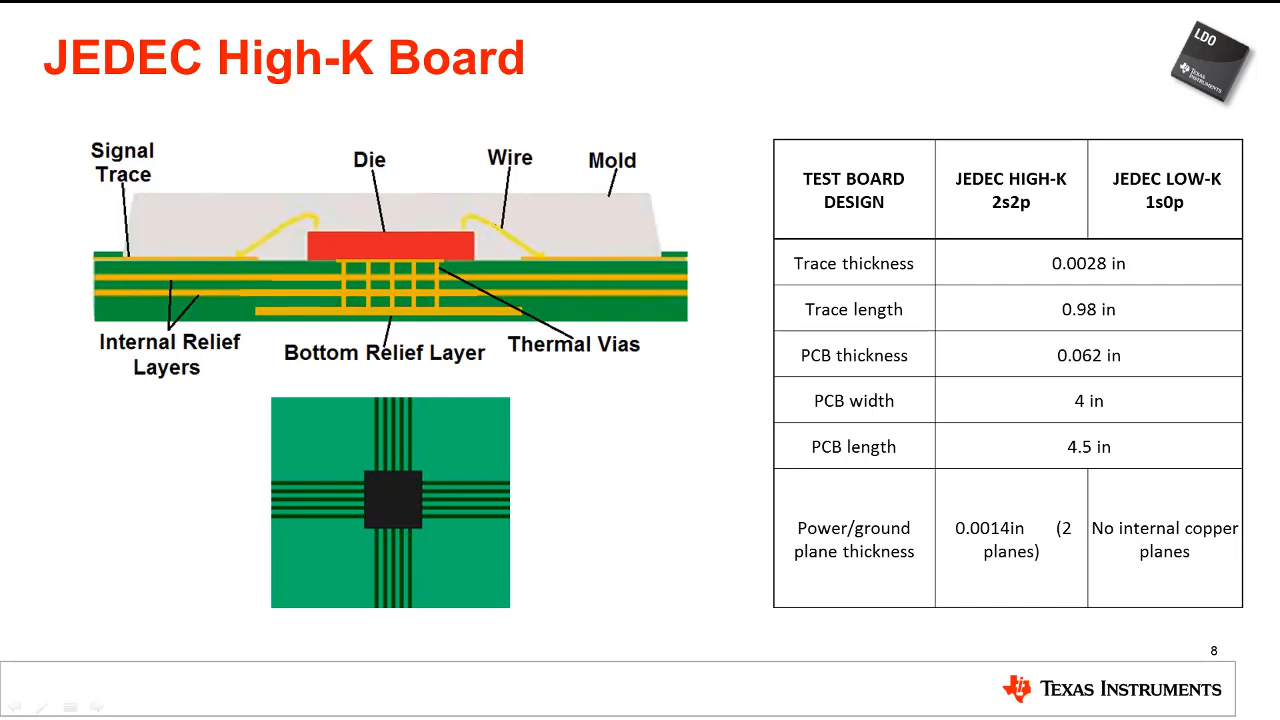 JEDEC High-K Board
LDO
TEXAS
INSTRUMENTS
Signal
Trace
Die
Wire
Mold
Internal Relief
Layers
Bottom Relief Layer
Thermal Vias
TEST BOARD
DESIGN
JEDEC HIGH-K
2s2p
JEDEC LOW-K
1s0p
Trace thickness
0.0028 in
Trace length
0.98 in
PCB thickness
0.062 in
PCB width
4 in
PCB length
4.5 in
Power/ground
plane thickness
0.0014in (2
planes)
No internal copper
planes
8
TEXAS INSTRUMENTS